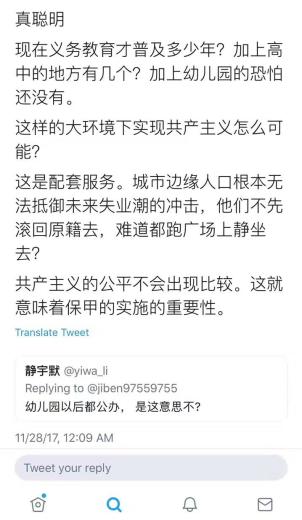 真聪明
现在义务教育才普及多少年？加上高
中的地方有几个？加上幼儿园的恐怕
还没有。
这样的大环境下实现共产主义怎么可
能？
这是配套服务。城市边缘人口根本无
法抵御未来失业潮的冲击，他们不先
滚回原籍去，难道都跑广场上静坐
去？
共产主义的公平不会出现比较。这就
意味着保甲的实施的重要性。
Translate Tweet
静宇默 @yiwa_li
Replying to @jiben97559755
幼儿园以后都公办， 是这意思不?
11/28/17, 12:09 AM
Tweet your reply